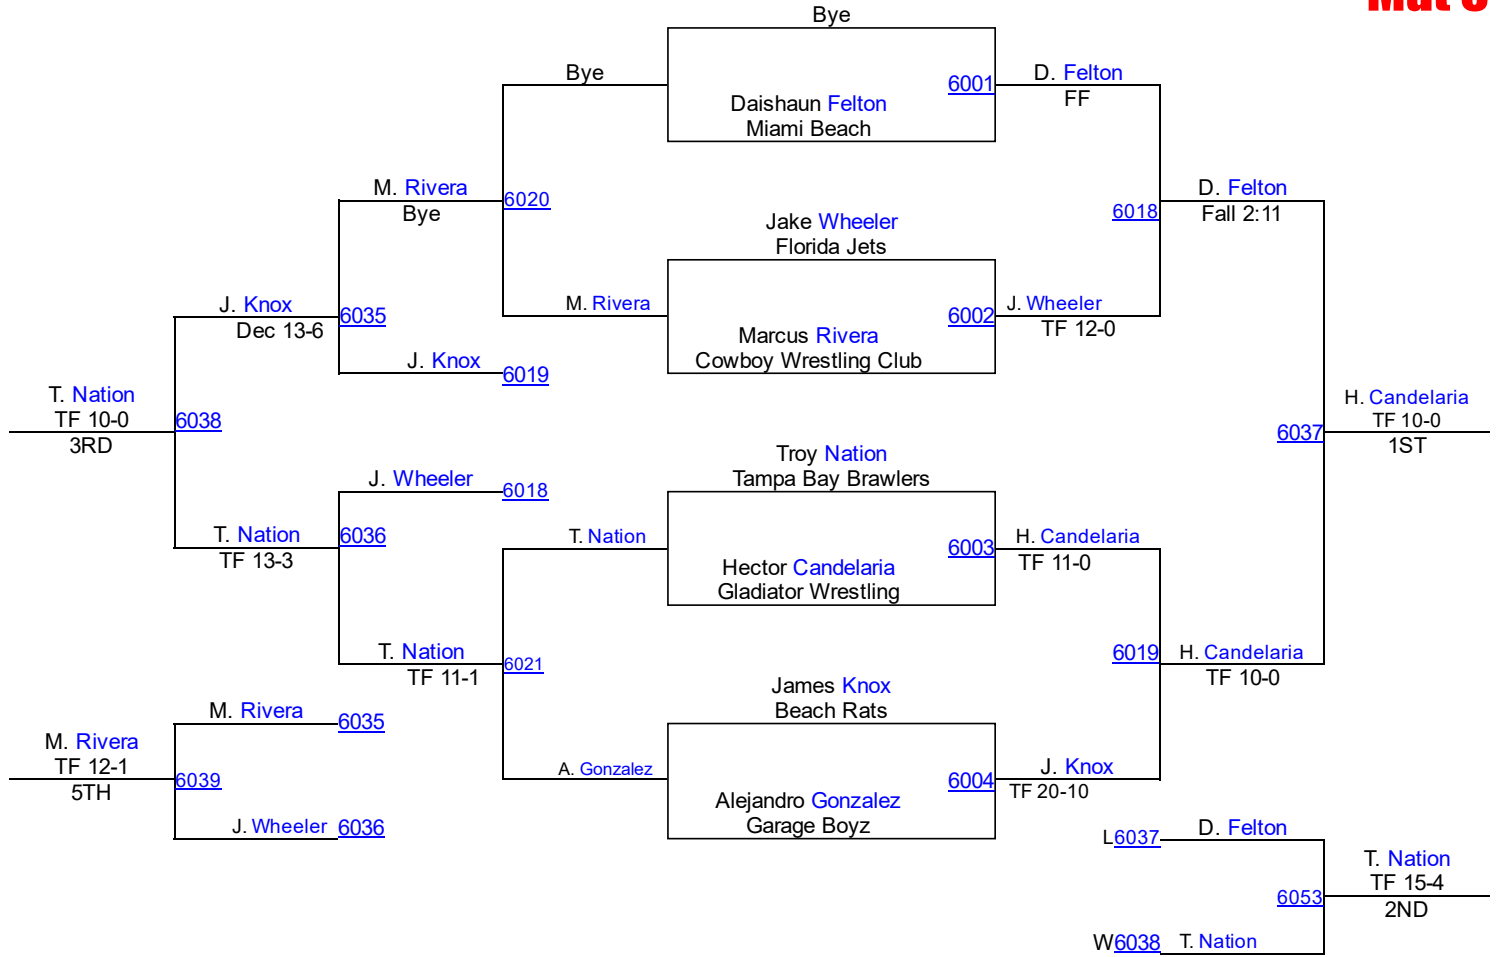 Bye
Bye
6001
D. Felton
FF
Daishaun Felton
Miami Beach
M. Rivera
Bye
6020
6018
D. Felton
Fall 2:11
Jake Wheeler
Florida Jets
J. Knox
Dec 13-6
6035
M. Rivera
6002
J. Wheeler
TF 12-0
Marcus Rivera
Cowboy Wrestling Club
J. Knox
6019
T. Nation
TF 10-0
3RD
6038
6037
H. Candelaria
TF 10-0
1ST
J. Wheeler
6018
Troy Nation
Tampa Bay Brawlers
T. Nation
TF 13-3
6036
T. Nation
6003
H. Candelaria
TF 11-0
Hector Candelaria
Gladiator Wrestling
T. Nation
TF 11-1
6021
6019
H. Candelaria
TF 10-0
James Knox
Beach Rats
M. Rivera
6035
M. Rivera
TF 12-1
5TH
6039
A. Gonzalez
6004
J. Knox
TF 20-10
Alejandro Gonzalez
Garage Boyz
J. Wheeler
6036
L6037
D. Felton
6053
T. Nation
TF 15-4
2ND
W6038
T. Nation